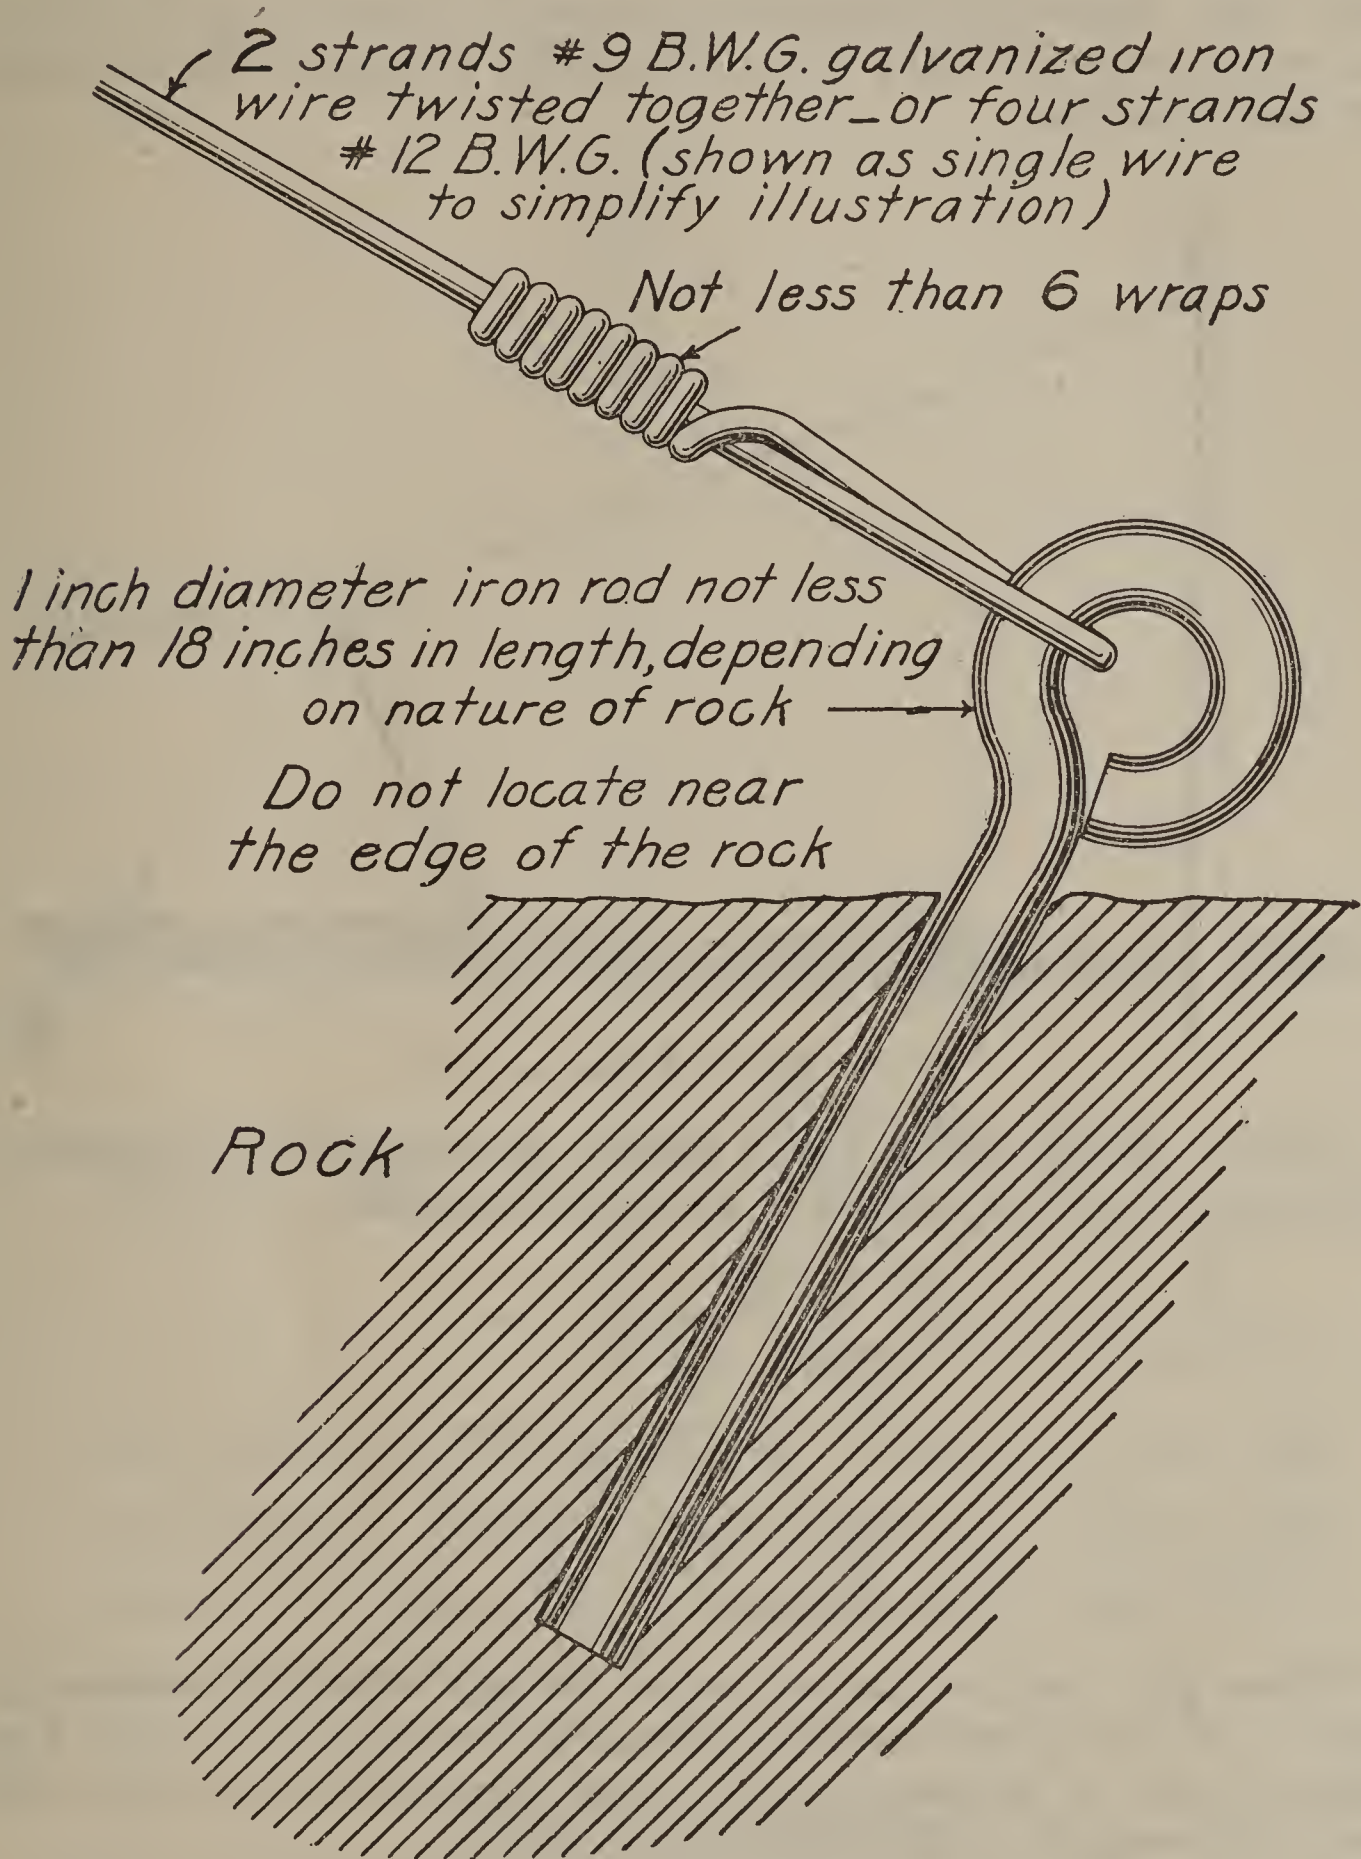 2 strands #9 B.W.G. galvanized iron
wire twisted together_or four strands
#12 B.W.G. (shown as single wire
to simplify illustration)
Not less than 6 wraps
1 inch diameter iron rod not less
than 18 inches in length, depending
on nature of rock
Do not locate near
the edge of the rock
Rock